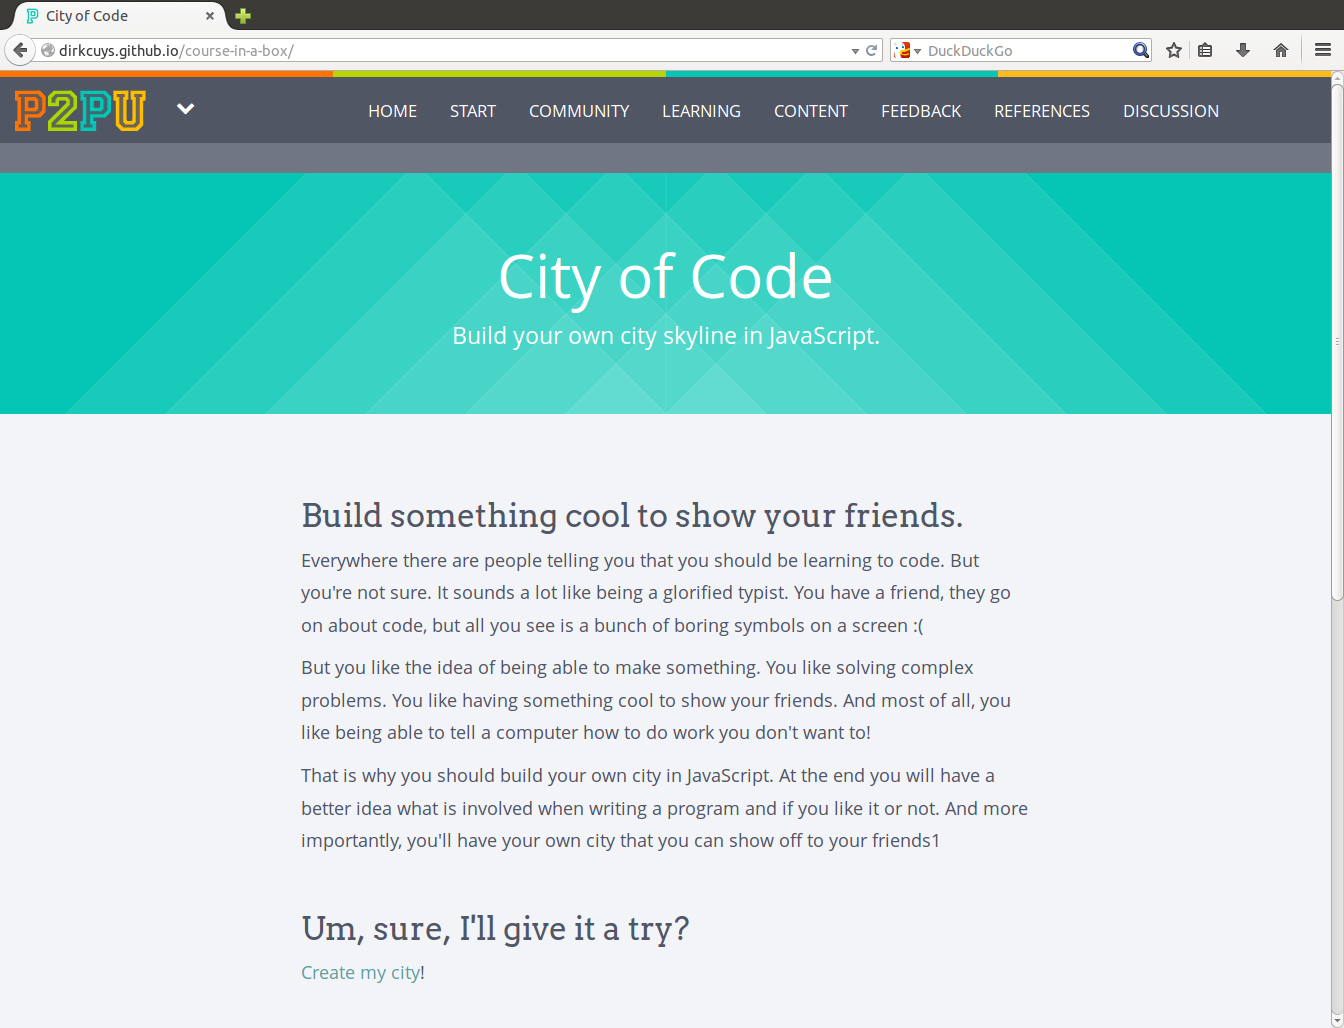 City of Code
dirkcuys.github.io/course-in-a-box/
DuckDuckGo
P2PU
HOME START COMMUNITY LEARNING CONTENT FEEDBACK REFERENCES DISCUSSION
City of Code
Build your own city skyline in JavaScript.
Build something cool to show your friends.
Everywhere there are people telling you that you should be learning to code. But
you're not sure. It sounds a lot like being a glorified typist. You have a friend, they go
on about code, but all you see is a bunch of boring symbols on a screen :(
But you like the idea of being able to make something. You like solving complex
problems. You like having something cool to show your friends. And most of all, you
like being able to tell a computer how to do work you don't want to!
That is why you should build your own city in JavaScript. At the end you will have a
better idea what is involved when writing a program and if you like it or not. And more
importantly, you'll have your own city that you can show off to your friends1
Um, sure, I'll give it a try?
Create my city!